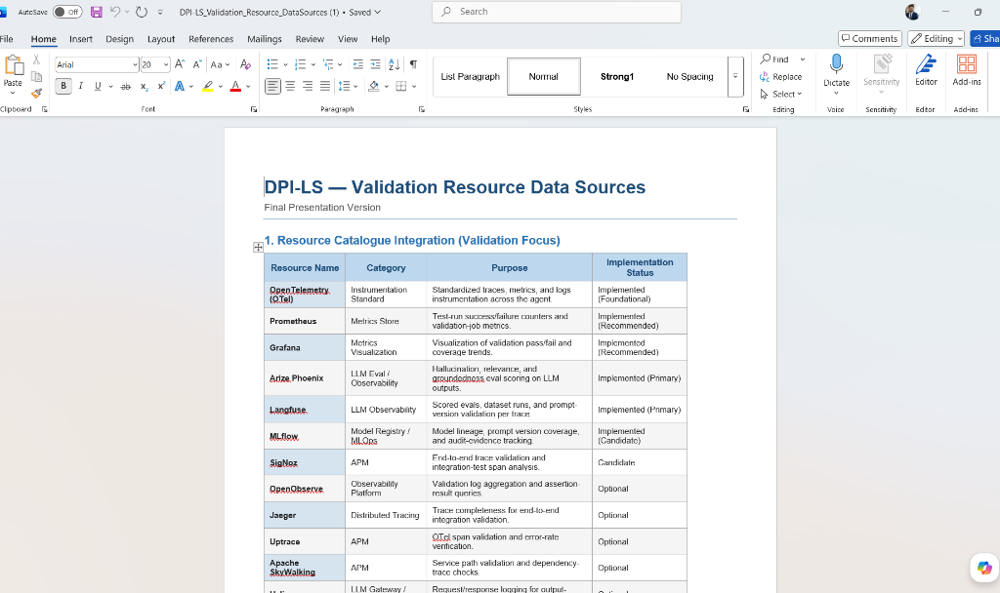 AutoSave Off DPI-LS_Validation_Resource_DataSources (1) • Saved Search
File Home Insert Design Layout References Mailings Review View Help Comments Editing Sha
Paste Arial 20 A A Aa A List Paragraph Normal Strong1 No Spacing Find Replace Select Dictate Sensitivity Editor Add-ins
B I U ab x₂ x² A A
Clipboard Font Paragraph Styles Editing Voice Sensitivity Editor Add-ins
DPI-LS — Validation Resource Data Sources
Final Presentation Version
1. Resource Catalogue Integration (Validation Focus)
Resource Name Category Purpose Implementation
Status
OpenTelemetry
(OTel)
Instrumentation
Standard
Standardized traces, metrics, and logs
instrumentation across the agent.
Implemented
(Foundational)
Prometheus
Metrics Store
Test-run success/failure counters and
validation-job metrics.
Implemented
(Recommended)
Grafana
Metrics
Visualization
Visualization of validation pass/fail and
coverage trends.
Implemented
(Recommended)
Arize Phoenix
LLM Eval /
Observability
Hallucination, relevance, and
groundedness eval scoring on LLM
outputs.
Implemented (Primary)
Langfuse
LLM Observability
Scored evals, dataset runs, and prompt-
version validation per trace.
Implemented (Primary)
MLflow
Model Registry /
MLOps
Model lineage, prompt version coverage,
and audit-evidence tracking.
Implemented
(Candidate)
SigNoz
APM
End-to-end trace validation and
integration-test span analysis.
Candidate
OpenObserve
Observability
Platform
Validation log aggregation and assertion-
result queries.
Optional
Jaeger
Distributed Tracing
Trace completeness for end-to-end
integration validation.
Optional
Uptrace
APM
OTel span validation and error-rate
verification.
Optional
Apache
SkyWalking
APM
Service path validation and dependency-
trace checks.
Optional
LLM Gateway /
Request/response logging for output-